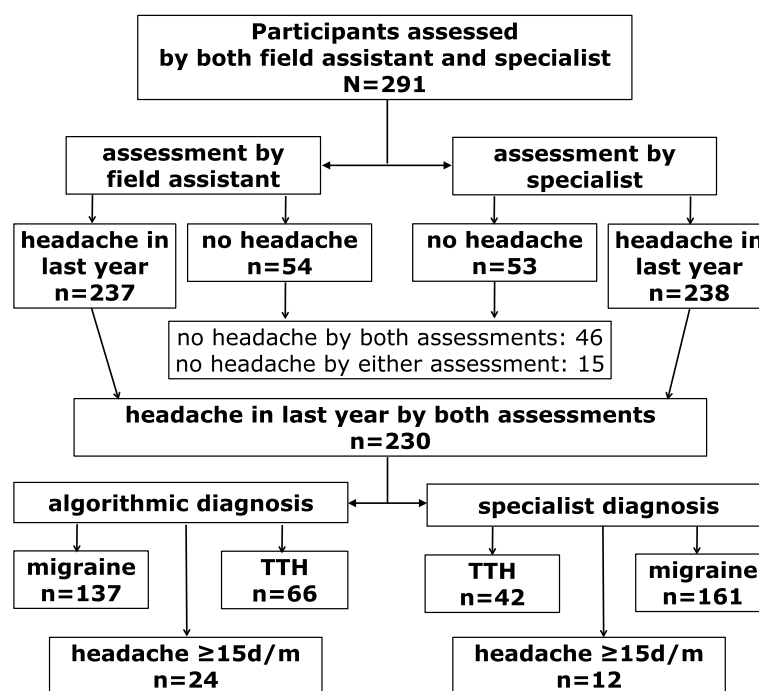 Participants assessed
by both field assistant and specialist
N=291
assessment by
field assistant
assessment by
specialist
headache in
last year
n=237
no headache
n=54
no headache
n=53
headache in
last year
n=238
no headache by both assessments: 46
no headache by either assessment: 15
headache in last year by both assessments
n=230
algorithmic diagnosis
specialist diagnosis
migraine
n=137
TTH
n=66
TTH
n=42
migraine
n=161
headache ≥15d/m
n=24
headache ≥15d/m
n=12